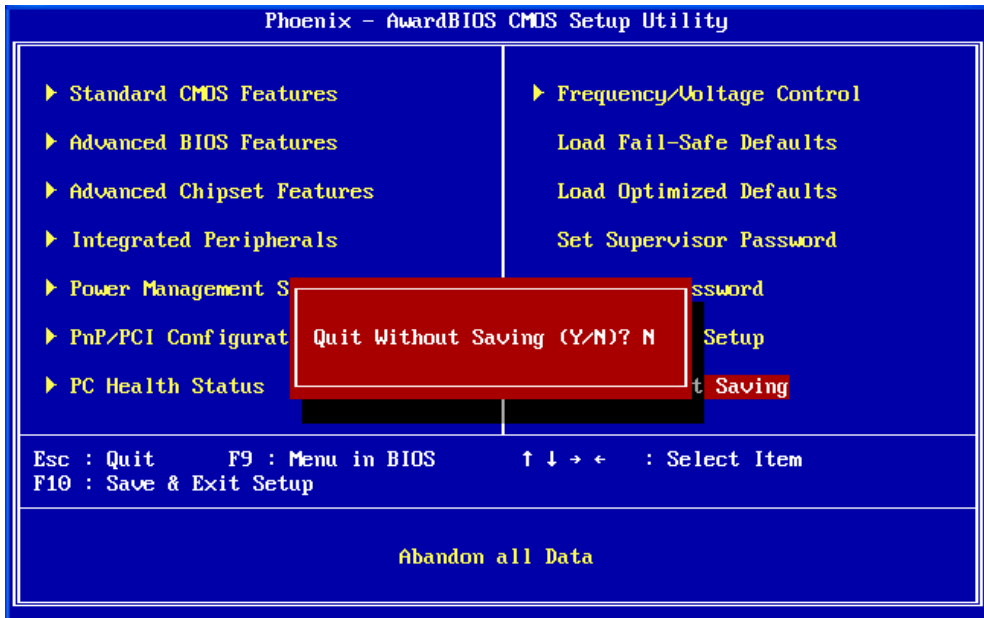 Phoenix - AwardBIOS CMOS Setup Utility
Standard CMOS Features
Advanced BIOS Features
Advanced Chipset Features
Integrated Peripherals
Power Management S
PnP/PCI Configurat
PC Health Status
Frequency/Voltage Control
Load Fail-Safe Defaults
Load Optimized Defaults
Set Supervisor Password
ssword
Setup
t Saving
Quit Without Saving (Y/N)? N
Esc : Quit F9 : Menu in BIOS ↑ ↓ → ← : Select Item
F10 : Save & Exit Setup
Abandon all Data